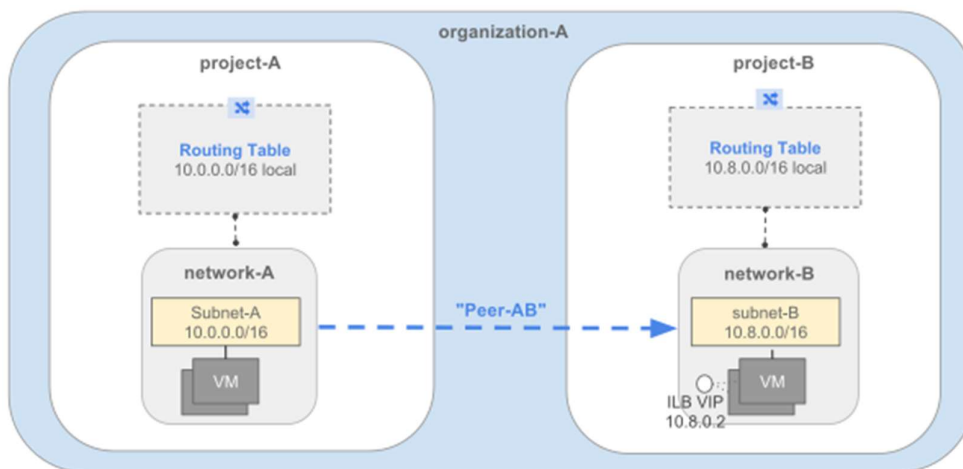 organization-A
project-A
Routing Table
10.0.0.0/16 local
network-A
Subnet-A
10.0.0.0/16
VM
"Peer-AB"
project-B
Routing Table
10.8.0.0/16 local
network-B
subnet-B
10.8.0.0/16
VM
ILB VIP
10.8.0.2